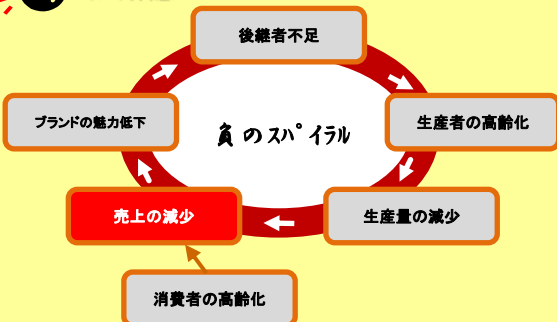 後継者不足
ブランドの魅力低下
負のスパイラル
生産者の高齢化
売上の減少
生産量の減少
消費者の高齢化